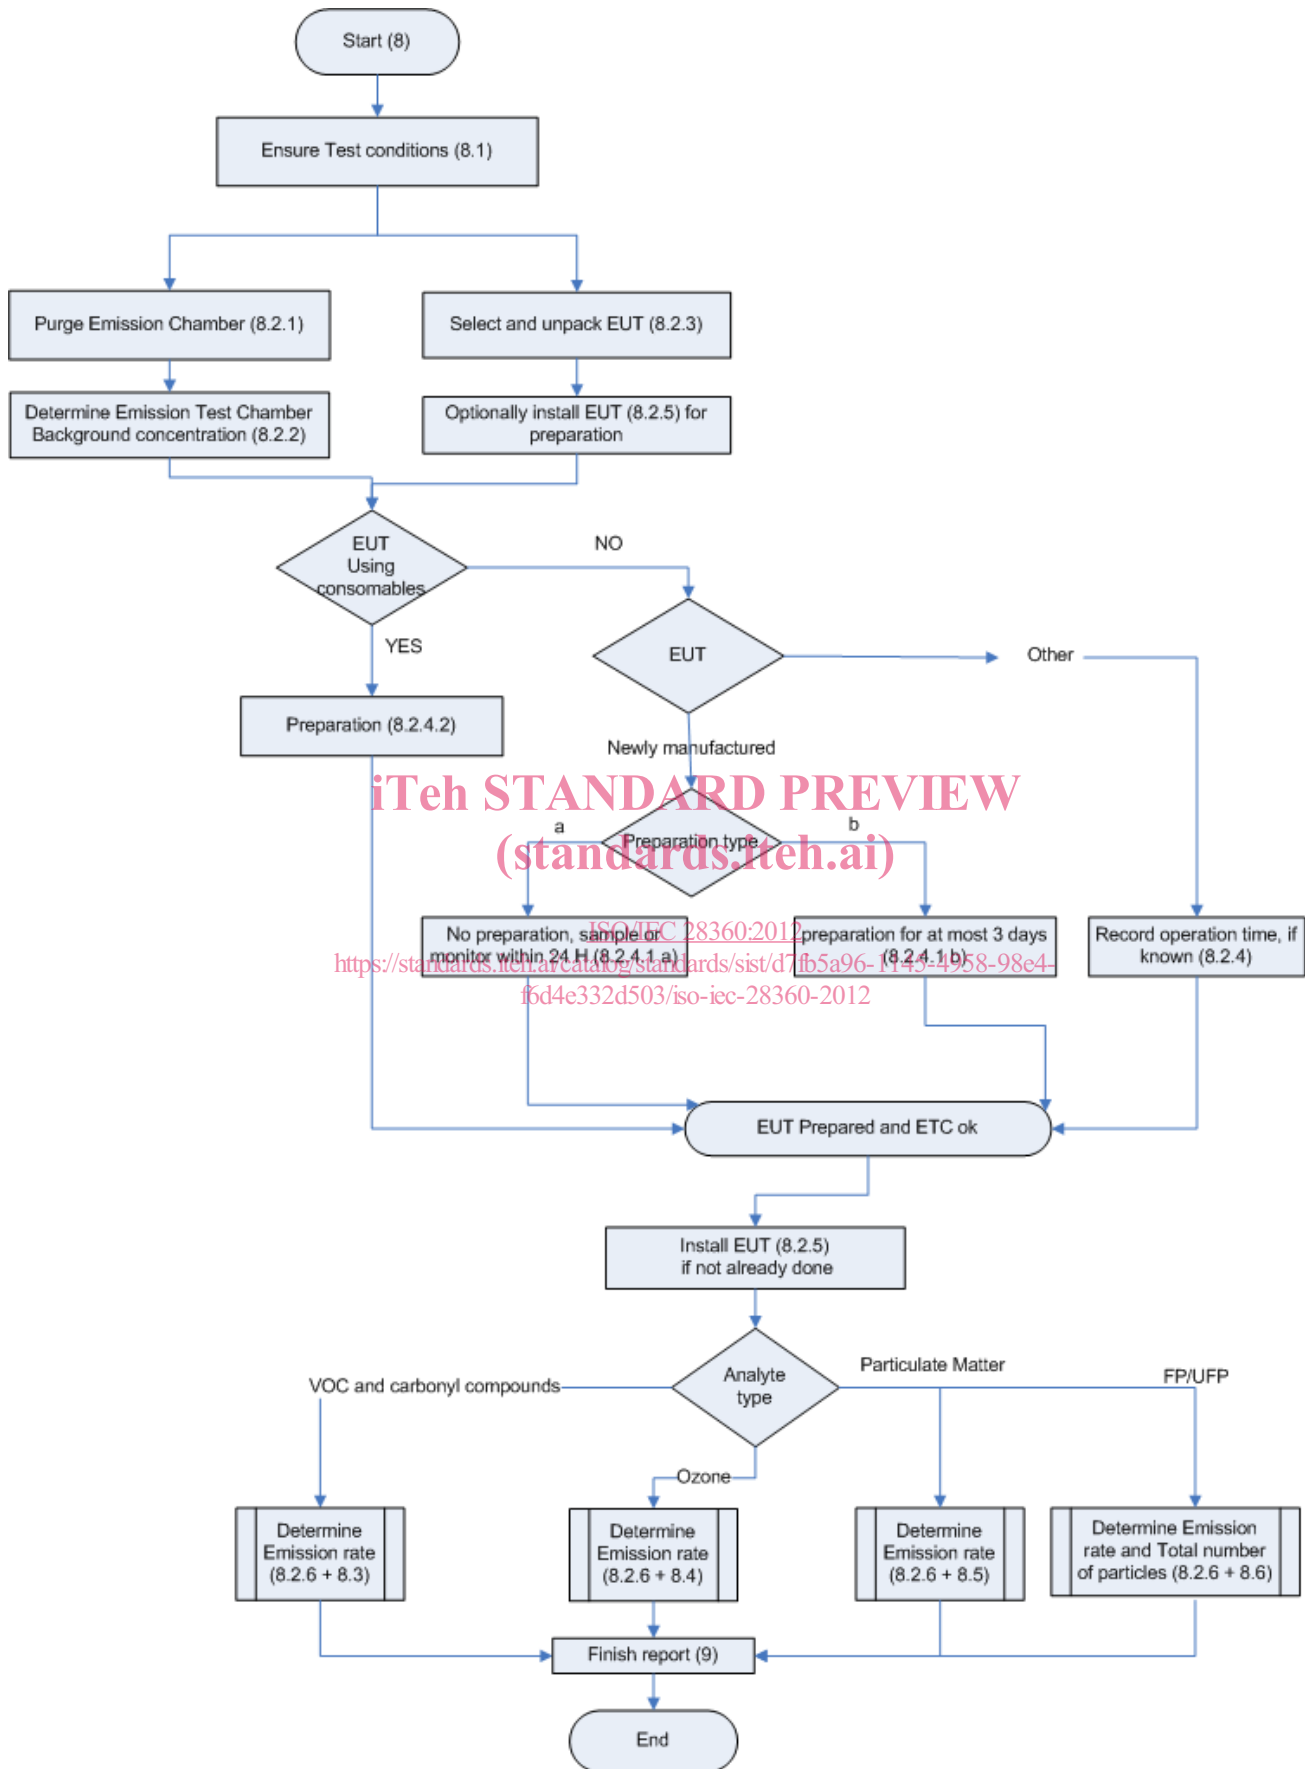 Start (8)
Ensure Test conditions (8.1)
Purge Emission Chamber (8.2.1)
Select and unpack EUT (8.2.3)
Determine Emission Test Chamber
Background concentration (8.2.2)
Optionally install EUT (8.2.5) for
preparation
EUT
Using
consomables
NO
YES
EUT
Other
Preparation (8.2.4.2)
Newly manufactured
iTeh STANDARD PREVIEW
(standards.iteh.ai)
a
Preparation type
b
ISO/IEC 28360:2012
https://standards.iteh.ai/catalog/standards/sist/d7fb5a96-1145-4958-98e4-
f6d4e332d503/iso-iec-28360-2012
No preparation, sample or
monitor within 24 H (8.2.4.1 a)
preparation for at most 3 days
(8.2.4.1 b)
Record operation time, if
known (8.2.4)
EUT Prepared and ETC ok
Install EUT (8.2.5)
if not already done
Analyte
type
VOC and carbonyl compounds
Particulate Matter
FP/UFP
Ozone
Determine
Emission rate
(8.2.6 + 8.3)
Determine
Emission rate
(8.2.6 + 8.4)
Determine
Emission rate
(8.2.6 + 8.5)
Determine Emission
rate and Total number
of particles (8.2.6 + 8.6)
Finish report (9)
End